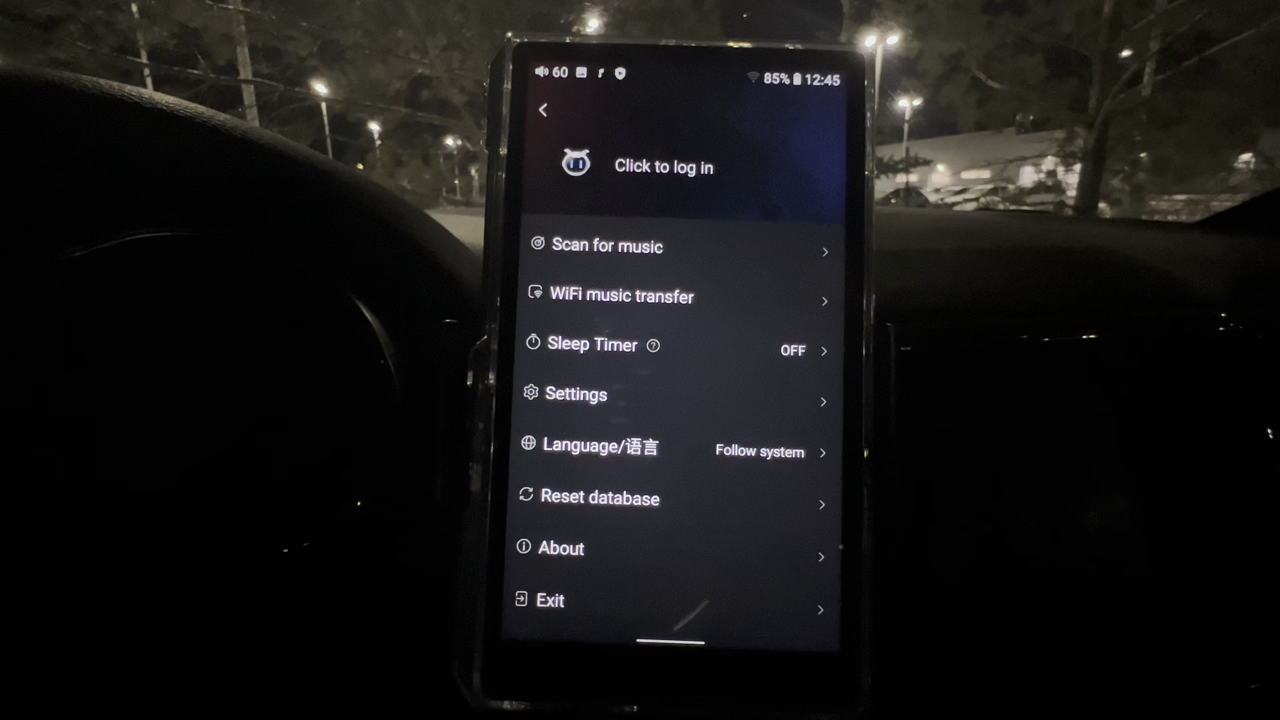 60
85% 12:45
Click to log in
Scan for music
WiFi music transfer
Sleep Timer OFF
Settings
Language/语言 Follow system
Reset database
About
Exit